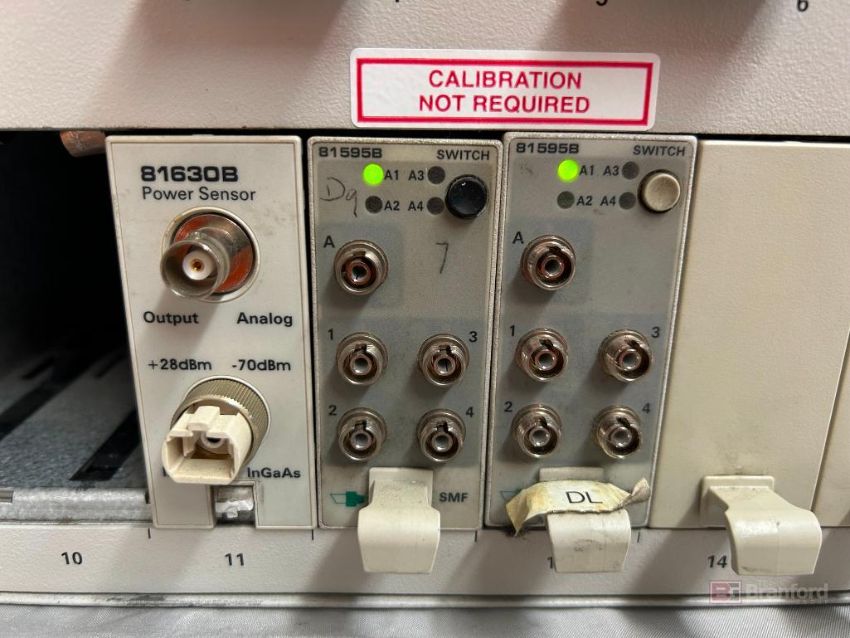 6
CALIBRATION
NOT REQUIRED
81630B
Power Sensor
Output Analog
+28dBm -70dBm
InGaAs
81595B SWITCH
A1 A3
A2 A4
Dq
7
A
1 3
2 4
SMF
81595B SWITCH
A1 A3
A2 A4
A
1 3
2 4
DL
10 11 14
Branford